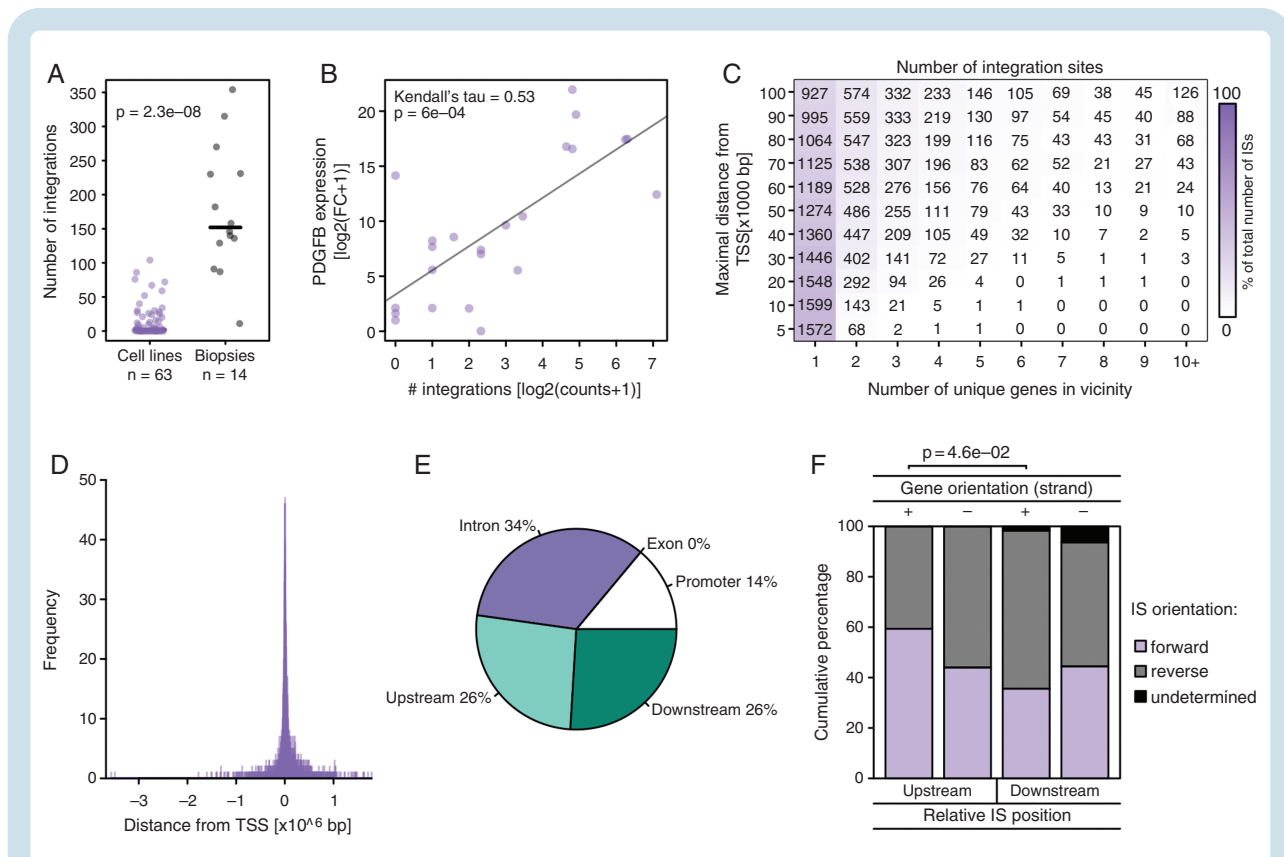 A
350
300
250
200
150
100
50
0
Number of integrations
p = 2.3e−08
Cell lines
n = 63
Biopsies
n = 14
B
Kendall's tau = 0.53
p = 6e−04
20
15
10
5
0
PDGFB expression
[log2(FC+1)]
0 1 2 3 4 5 6 7
# integrations [log2(counts+1)]
C
Number of integration sites
Maximal distance from
TSS[x1000 bp]
100 927 574 332 233 146 105 69 38 45 126
90 995 559 333 219 130 97 54 45 40 88
80 1064 547 323 199 116 75 43 43 31 68
70 1125 538 307 196 83 62 52 21 27 43
60 1189 528 276 156 76 64 40 13 21 24
50 1274 486 255 111 79 43 33 10 9 10
40 1360 447 209 105 49 32 10 7 2 5
30 1446 402 141 72 27 11 5 1 1 3
20 1548 292 94 26 4 0 1 1 1 0
10 1599 143 21 5 1 1 0 0 0 0
5 1572 68 2 1 1 0 0 0 0 0
1 2 3 4 5 6 7 8 9 10+
Number of unique genes in vicinity
100
0
% of total number of ISs
D
50
40
30
20
10
0
Frequency
−3 −2 −1 0 1
Distance from TSS [x10^6 bp]
E
Intron 34%
Exon 0%
Promoter 14%
Upstream 26%
Downstream 26%
F
p = 4.6e−02
Gene orientation (strand)
+ − + −
100
80
60
40
20
0
Cumulative percentage
Upstream Downstream
Relative IS position
IS orientation:
forward
reverse
undetermined